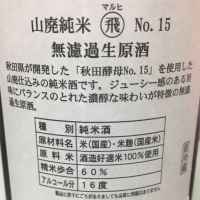 マルヒ
山廃純米 ㊙飛 No.15
無濾過生原酒
秋田県が開発した「秋田酵母No.15」を使用した
山廃仕込みの純米酒です。ジューシー感のある旨
味にバランスのとれた濃醇な味わいが特徴の無濾
過生原酒。
種別 純米酒
原材料名 米(国産)・米麹(国産米)
原料米 酒造好適米100%使用
精米歩合 60%
アルコール分 16度